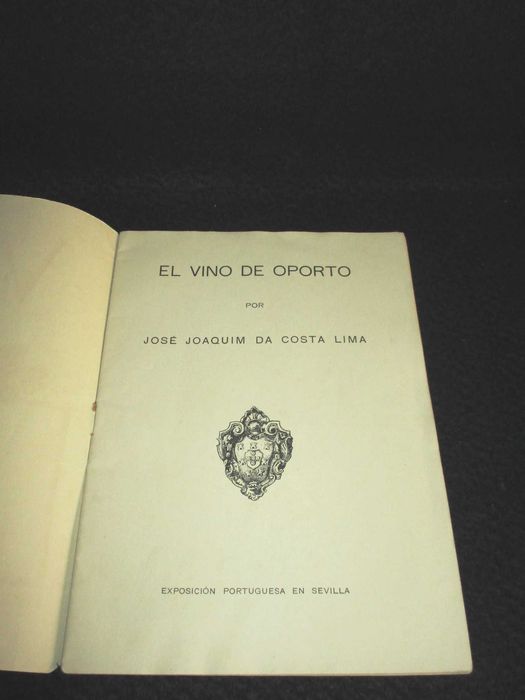 EL VINO DE OPORTO
POR
JOSÉ JOAQUIM DA COSTA LIMA
EXPOSICIÓN PORTUGUESA EN SEVILLA